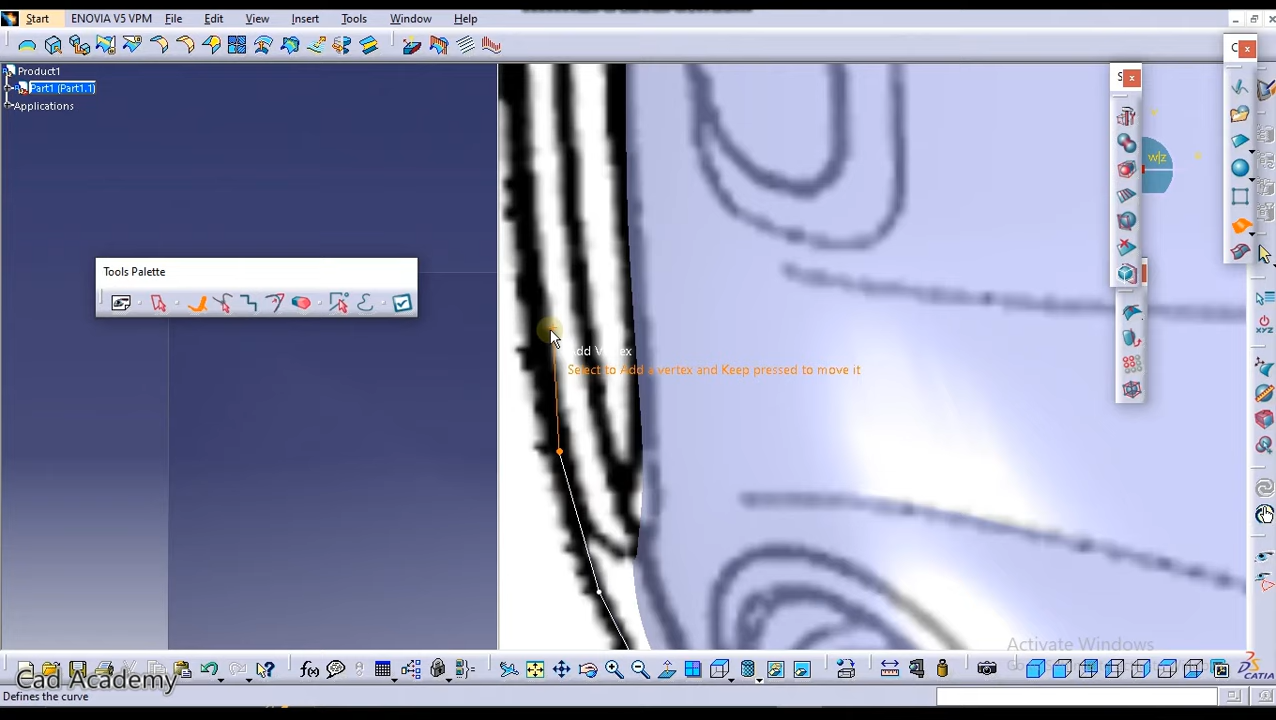 Start ENOVIA V5 VPM File Edit View Insert Tools Window Help
Product1
Part1 (Part1.1)
Applications
Tools Palette
Select to Add a vertex and Keep pressed to move it
w|z
Activate Windows
Cad Academy
CATIA
Defines the curve